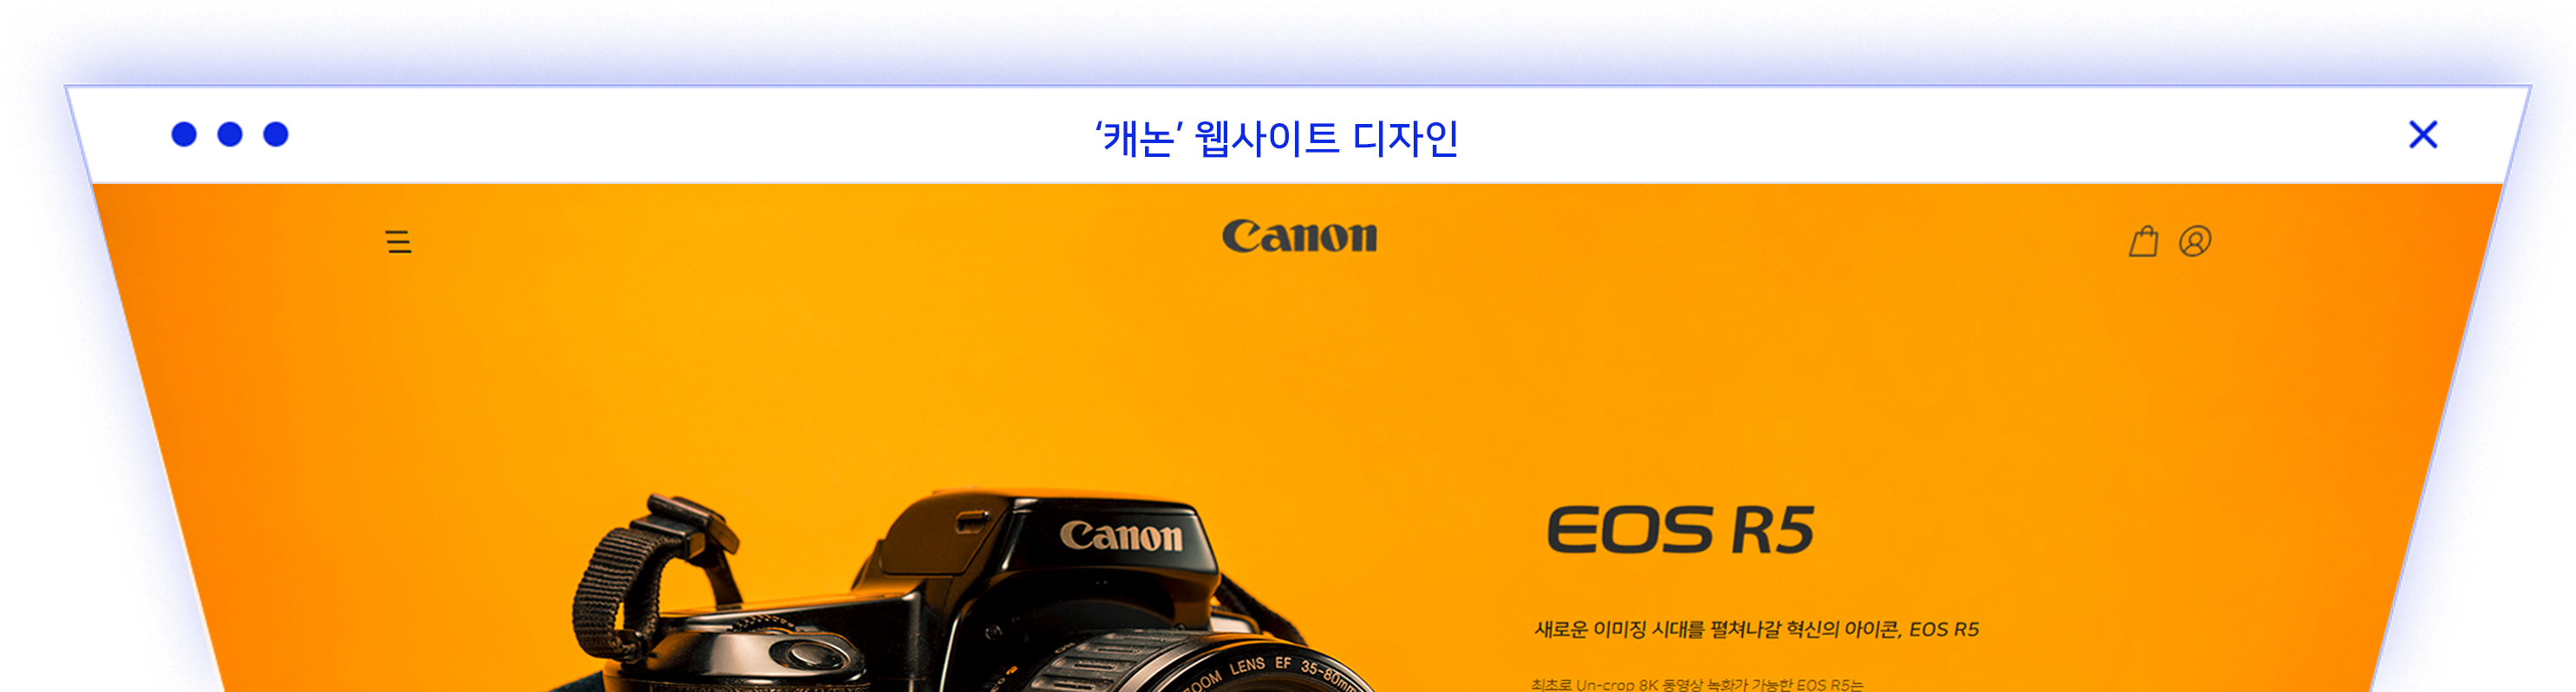 ‘캐논’ 웹사이트 디자인
Canon
Canon
EOS R5
새로운 이미징 시대를 펼쳐나갈 혁신의 아이콘, EOS R5
ZOOM LENS EF 35-80mm
최초로 Un-crop 8K 동영상 녹화가 가능한 EOS R5는